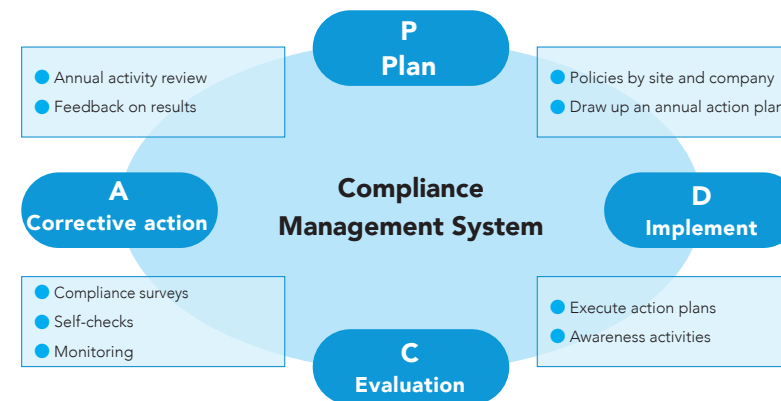 P
Plan
Annual activity review
Feedback on results
Policies by site and company
Draw up an annual action plan
A
Corrective action
Compliance
Management System
D
Implement
Compliance surveys
Self-checks
Monitoring
Execute action plans
Awareness activities
C
Evaluation